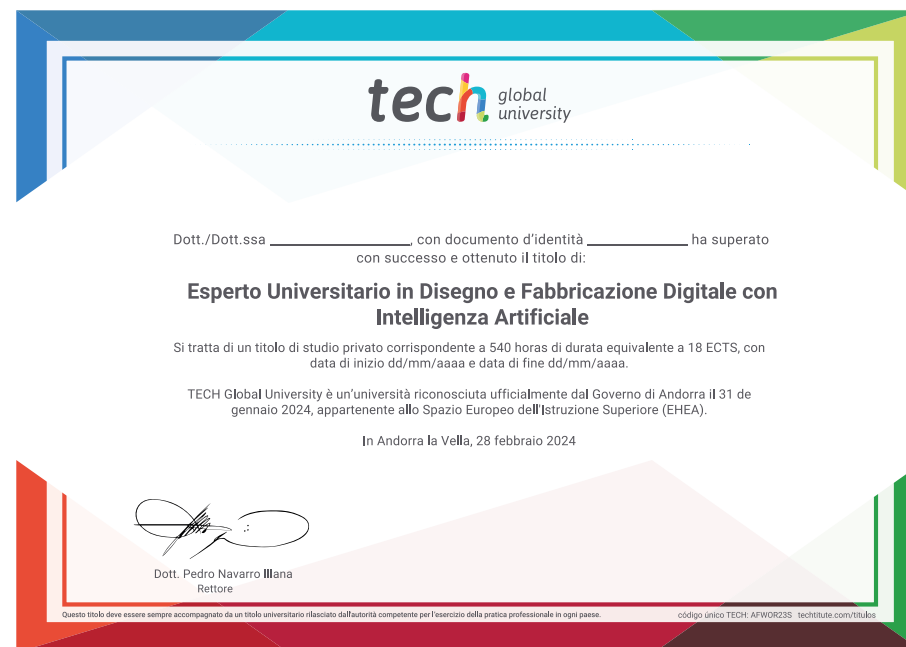 tech global
university
Dott./Dott.ssa __________________, con documento d'identità _____________ ha superato
con successo e ottenuto il titolo di:
Esperto Universitario in Disegno e Fabbricazione Digitale con
Intelligenza Artificiale
Si tratta di un titolo di studio privato corrispondente a 540 horas di durata equivalente a 18 ECTS, con
data di inizio dd/mm/aaaa e data di fine dd/mm/aaaa.
TECH Global University è un'università riconosciuta ufficialmente dal Governo di Andorra il 31 de
gennaio 2024, appartenente allo Spazio Europeo dell'Istruzione Superiore (EHEA).
In Andorra la Vella, 28 febbraio 2024
Dott. Pedro Navarro Illana
Rettore
Questo titolo deve essere sempre accompagnato da un titolo universitario rilasciato dall'autorità competente per l'esercizio della pratica professionale in ogni paese.
código único TECH: AFWOR23S techtitute.com/titulos